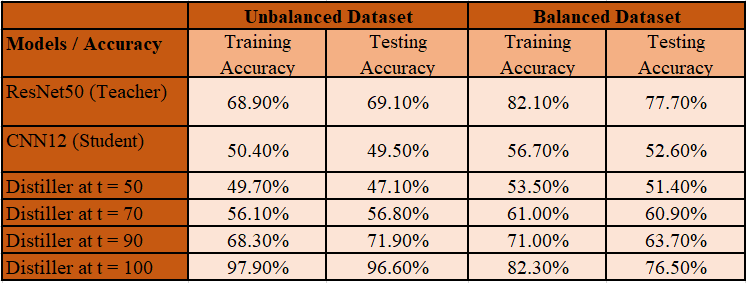 Unbalanced Dataset Balanced Dataset
Models / Accuracy Training Accuracy Testing Accuracy Training Accuracy Testing Accuracy
ResNet50 (Teacher) 68.90% 69.10% 82.10% 77.70%
CNN12 (Student) 50.40% 49.50% 56.70% 52.60%
Distiller at t = 50 49.70% 47.10% 53.50% 51.40%
Distiller at t = 70 56.10% 56.80% 61.00% 60.90%
Distiller at t = 90 68.30% 71.90% 71.00% 63.70%
Distiller at t = 100 97.90% 96.60% 82.30% 76.50%